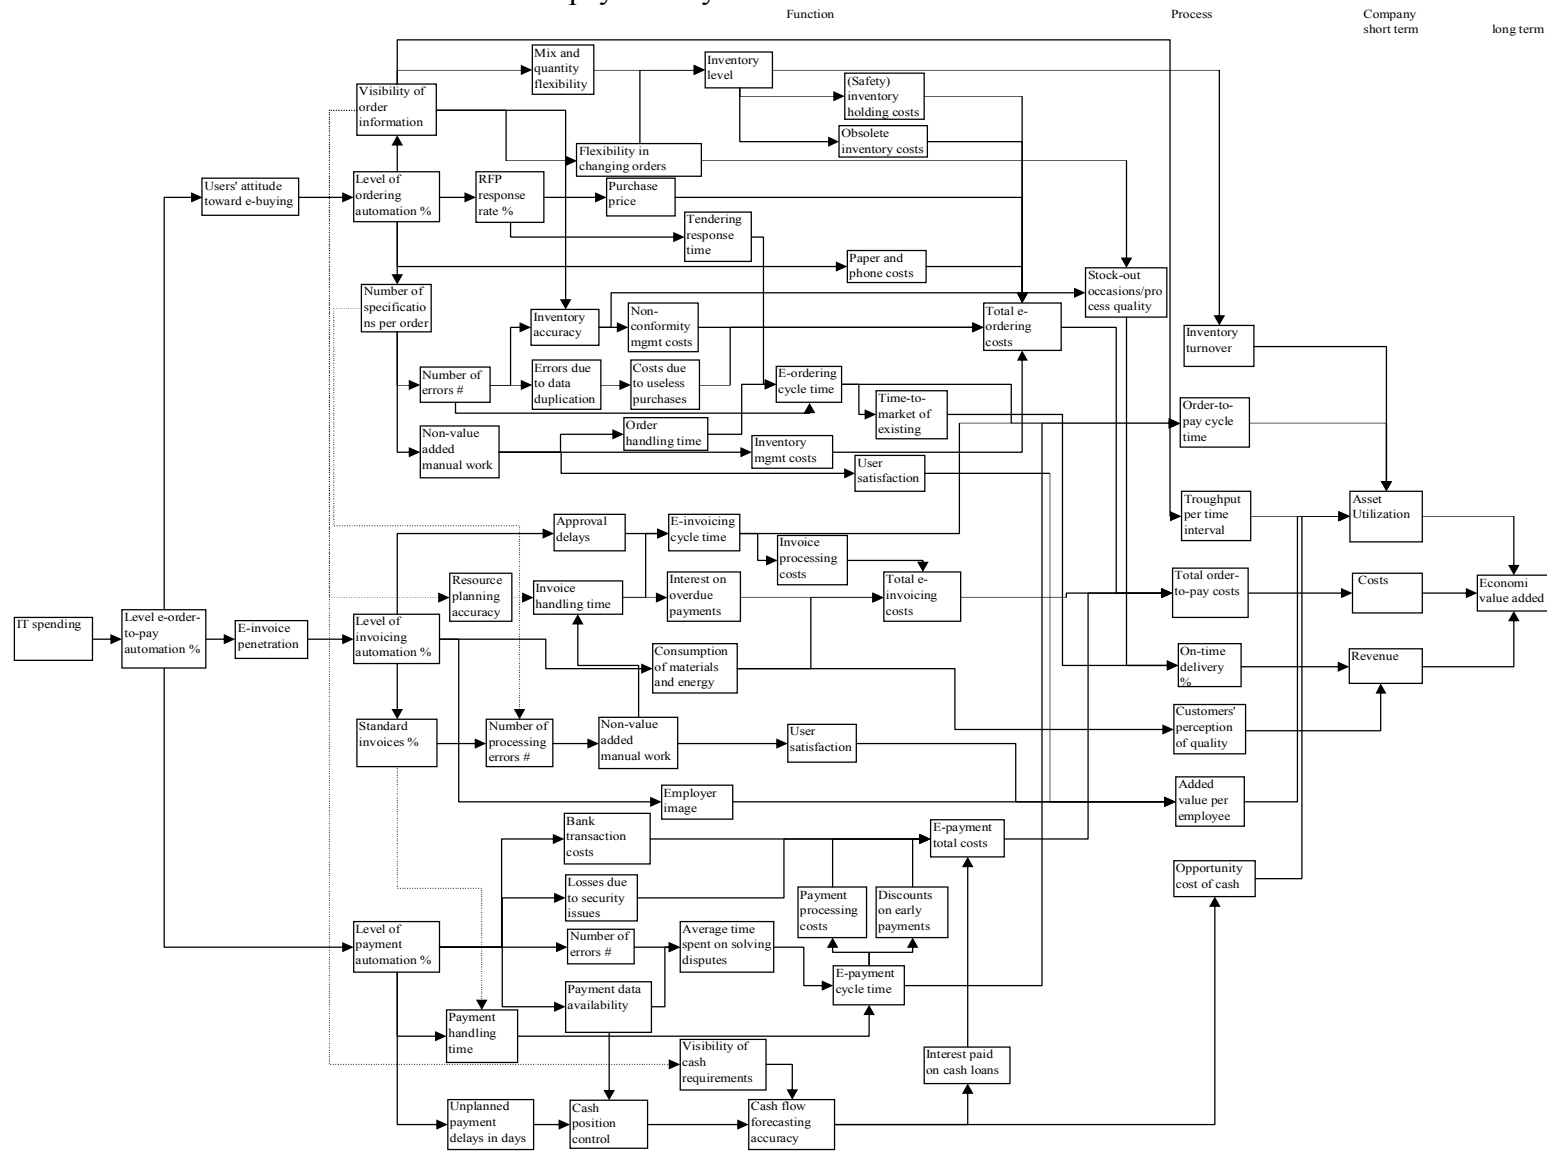 Function
Process
Company
short term
long term
Mix and
quantity
flexibility
Inventory
level
(Safety)
inventory
holding costs
Visibility of
order
information
Obsolete
inventory costs
Flexibility in
changing orders
Users' attitude
toward e-buying
Level of
ordering
automation %
RFP
response
rate %
Purchase
price
Tendering
response
time
Paper and
phone costs
Stock-out
occasions/pro
cess quality
Number of
specificatio
ns per order
Inventory
accuracy
Non-
conformity
mgmt costs
Total e-
ordering
costs
Inventory
turnover
Number of
errors #
Errors due
to data
duplication
Costs due
to useless
purchases
E-ordering
cycle time
Time-to-
market of
existing
Order-to-
pay cycle
time
Non-value
added
manual work
Order
handling time
Inventory
mgmt costs
User
satisfaction
Troughput
per time
interval
Asset
Utilization
Approval
delays
E-invoicing
cycle time
Invoice
processing
costs
Resource
planning
accuracy
Invoice
handling time
Interest on
overdue
payments
Total e-
invoicing
costs
Total order-
to-pay costs
Costs
Economi
value added
IT spending
Level e-order-
to-pay
automation %
E-invoice
penetration
Level of
invoicing
automation %
Consumption
of materials
and energy
On-time
delivery
%
Revenue
Standard
invoices %
Number of
processing
errors #
Non-value
added
manual work
User
satisfaction
Customers'
perception
of quality
Employer
image
Added
value per
employee
Bank
transaction
costs
E-payment
total costs
Losses due
to security
issues
Payment
processing
costs
Discounts
on early
payments
Opportunity
cost of cash
Level of
payment
automation %
Number of
errors #
Average time
spent on solving
disputes
E-payment
cycle time
Payment data
availability
Payment
handling
time
Visibility of
cash
requirements
Interest paid
on cash loans
Unplanned
payment
delays in days
Cash
position
control
Cash flow
forecasting
accuracy